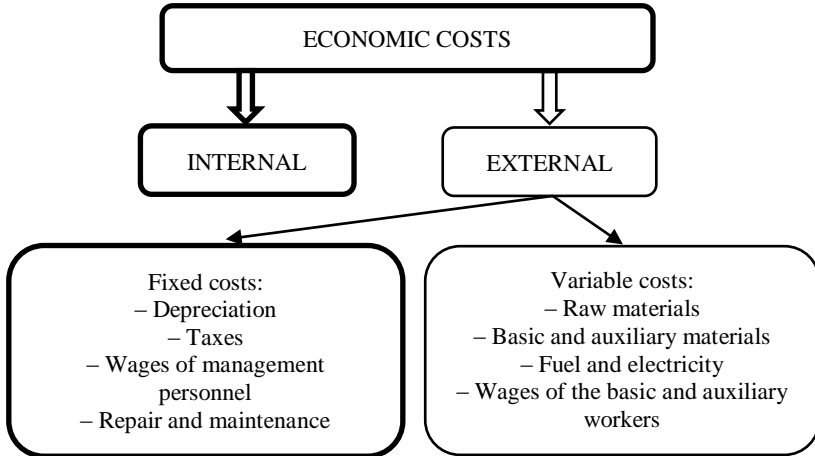 ECONOMIC COSTS
INTERNAL
EXTERNAL
Fixed costs:
– Depreciation
– Taxes
– Wages of management
personnel
– Repair and maintenance
Variable costs:
– Raw materials
– Basic and auxiliary materials
– Fuel and electricity
– Wages of the basic and auxiliary
workers